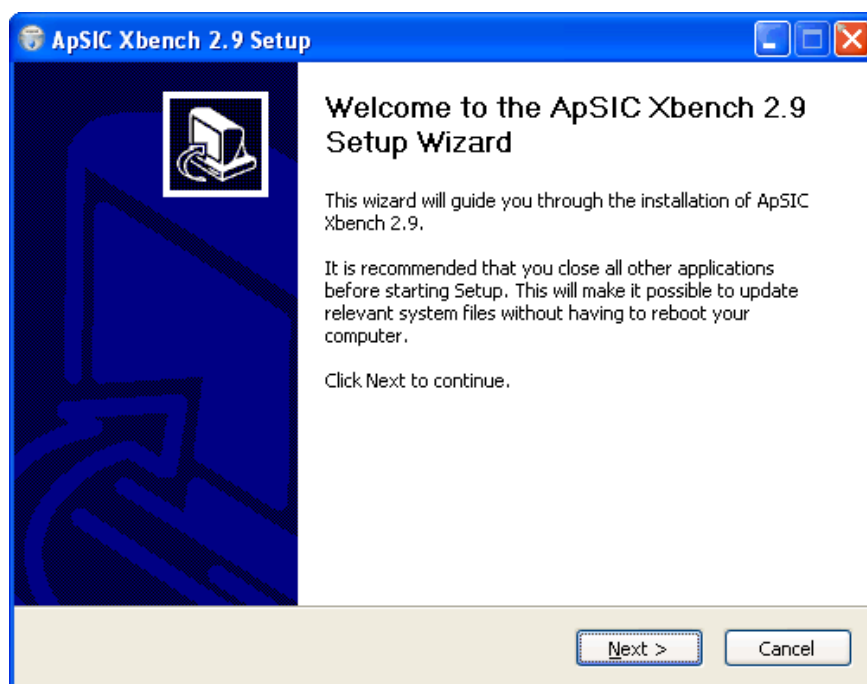 ApSIC Xbench 2.9 Setup
Welcome to the ApSIC Xbench 2.9
Setup Wizard
This wizard will guide you through the installation of ApSIC
Xbench 2.9.
It is recommended that you close all other applications
before starting Setup. This will make it possible to update
relevant system files without having to reboot your
computer.
Click Next to continue.
Next >
Cancel